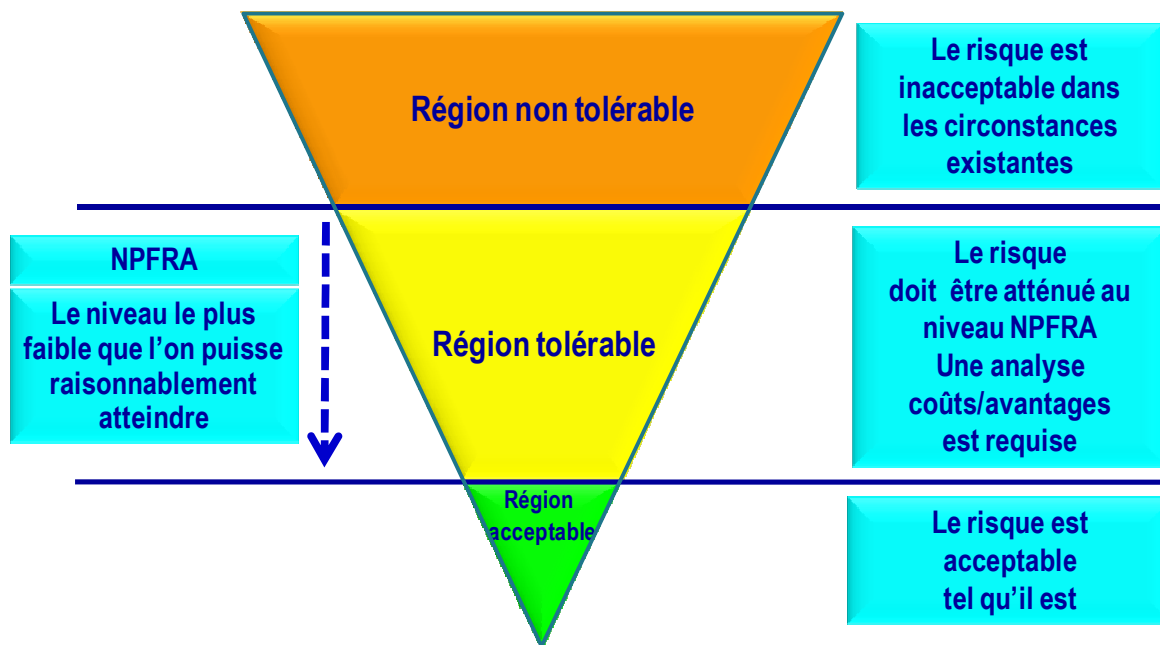 Région non tolérable
Le risque est
inacceptable dans
les circonstances
existantes
NPFRA
Le niveau le plus
faible que l'on puisse
raisonnablement
atteindre
Région tolérable
Le risque
doit être atténué au
niveau NPFRA
Une analyse
coûts/avantages
est requise
Région
acceptable
Le risque est
acceptable
tel qu'il est